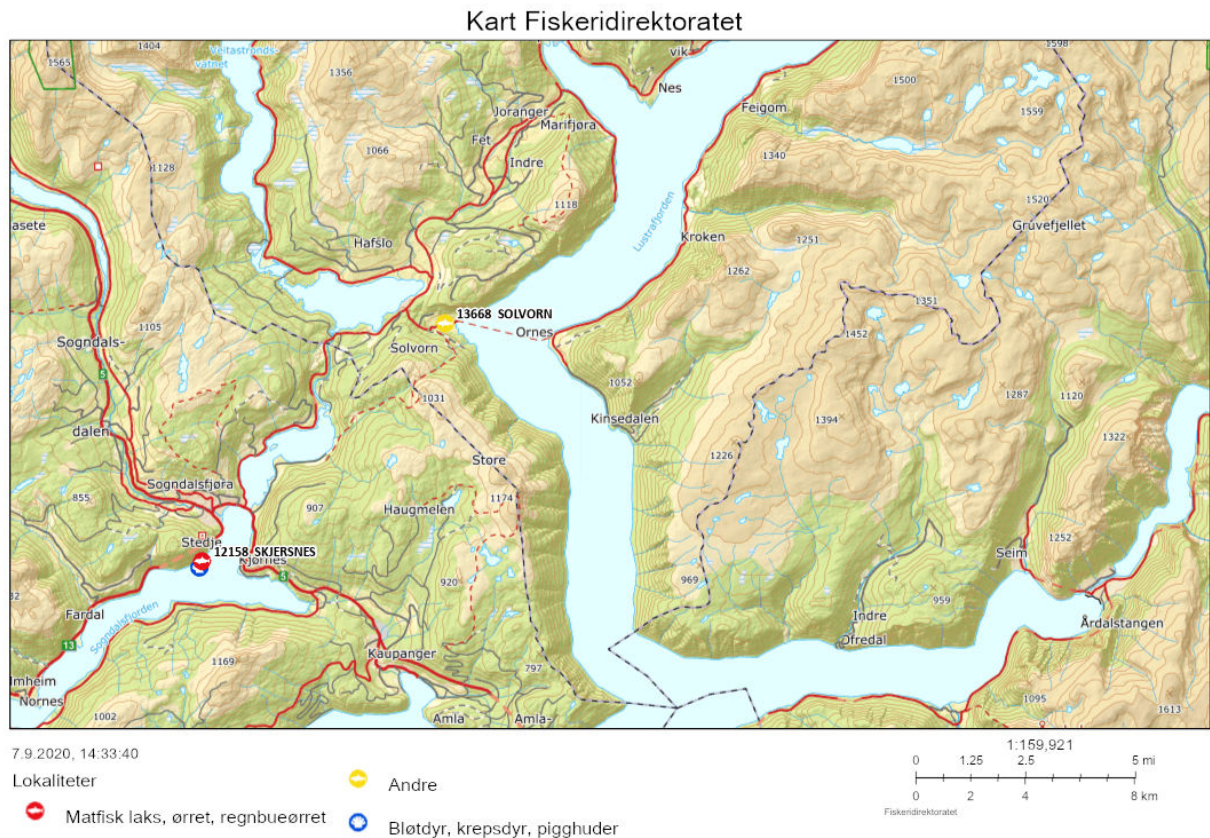 Kart Fiskeridirektoratet
1565
1404
Veitastronds-
vatnet
1356
vik
Nes
1598
1500
Feigom
1559
Joranger
Marifjøra
Fet
1066
Indre
1128
1340
1118
1520
Gruvefjellet
asete
Lustrafjorden
Kroken
1251
Hafslo
1262
1351
13668 SOLVORN
Ornes
1452
1105
Sogndals-
Solvorn
5
1052
1287
1120
1031
Kinsedalen
1394
dalen
1322
1226
Store
Sogndalsfjøra
855
907
1174
Haugmelen
Stedje
12158 SKJERSNES
Kjørnes
1252
Seim
5
920
969
959
Fardal
Indre
Ofredal
Årdalstangen
Sogndalsfjorden
13
Kaupanger
1169
797
lmheim
Nornes
1002
Amla
Amla-
1095
1613
7.9.2020, 14:33:40
Lokaliteter
Matfisk laks, ørret, regnbueørret
Andre
Bløtdyr, krepsdyr, pigghuder
1:159,921
0 1.25 2.5 5 mi
0 2 4 8 km
Fiskeridirektoratet